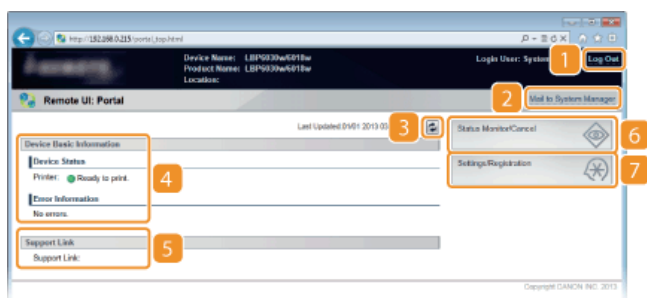 http://192.168.0.215/portal_top.html
Device Name: LBP6030w/6018w
Product Name: LBP6030w/6018w
Location:
Login User: System
1
Log Out
Remote UI: Portal
2
Mail to System Manager
Last Updated 01/01 2013 03
3
Status Monitor/Cancel
6
Device Basic Information
Device Status
Printer: Ready to print.
4
Settings/Registration
7
Error Information
No errors.
Support Link
5
Support Link:
Copyright CANON INC. 2013